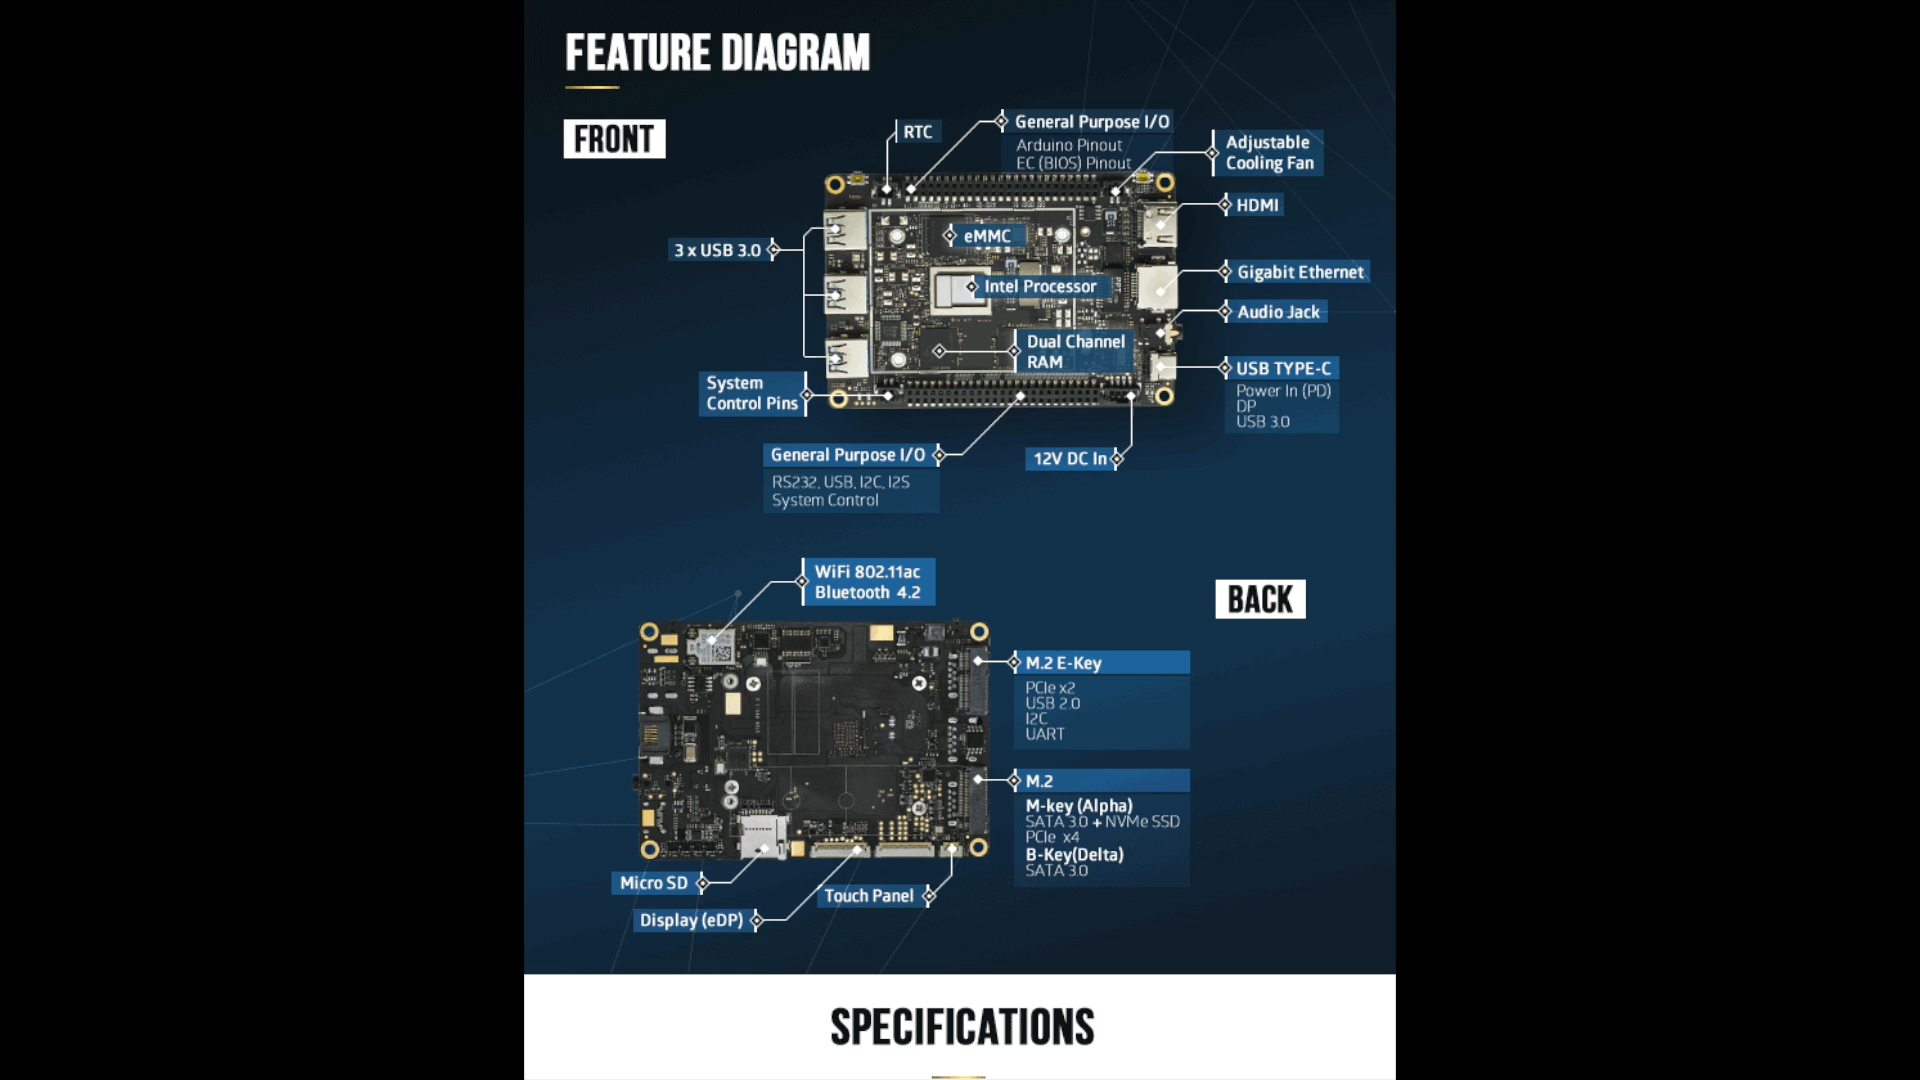 FEATURE DIAGRAM
FRONT
RTC
General Purpose I/O
Arduino Pinout
EC (BIOS) Pinout
Adjustable
Cooling Fan
HDMI
3 x USB 3.0
eMMC
Gigabit Ethernet
Intel Processor
Audio Jack
Dual Channel
RAM
USB TYPE-C
Power In (PD)
DP
USB 3.0
System
Control Pins
General Purpose I/O
RS232, USB, I2C, I2S
System Control
12V DC In
WiFi 802.11ac
Bluetooth 4.2
BACK
M.2 E-Key
PCIe x2
USB 2.0
I2C
UART
M.2
M-key (Alpha)
SATA 3.0 + NVMe SSD
PCIe x4
B-Key(Delta)
SATA 3.0
Micro SD
Touch Panel
Display (eDP)
SPECIFICATIONS